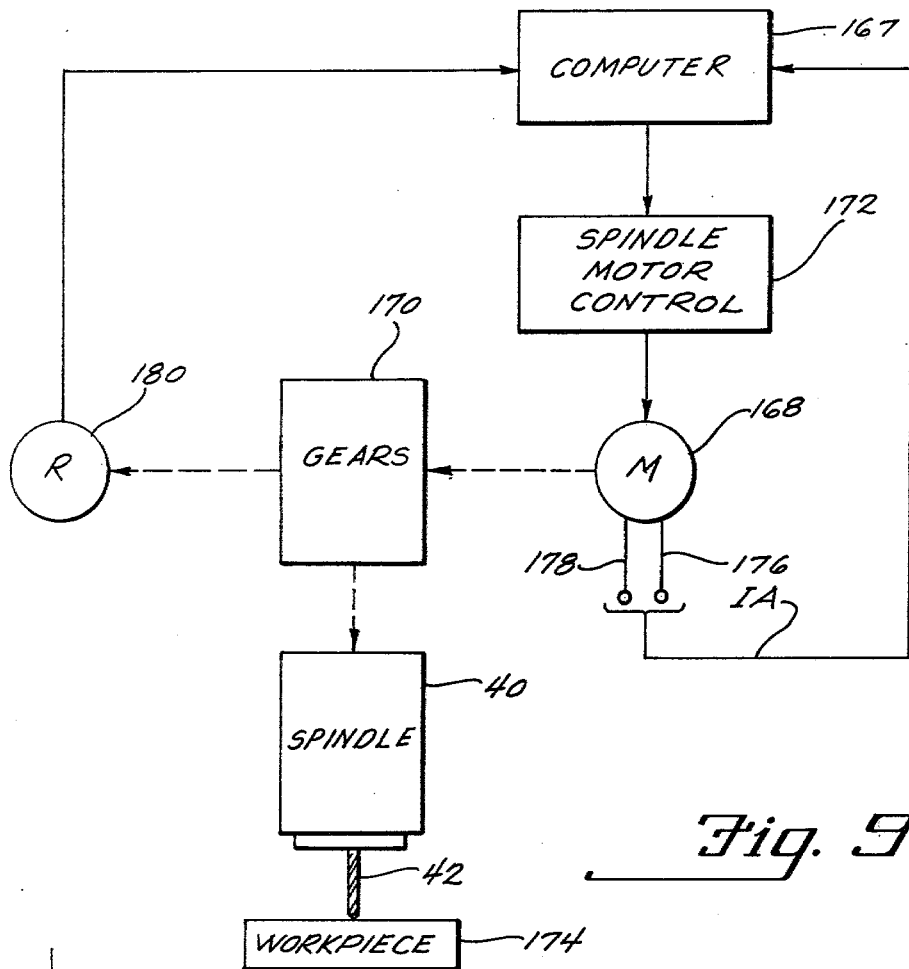 167
COMPUTER
172
SPINDLE
MOTOR
CONTROL
170
180
168
R
GEARS
M
178
176
IA
40
SPINDLE
42
Fig. 9
WORKPIECE
174